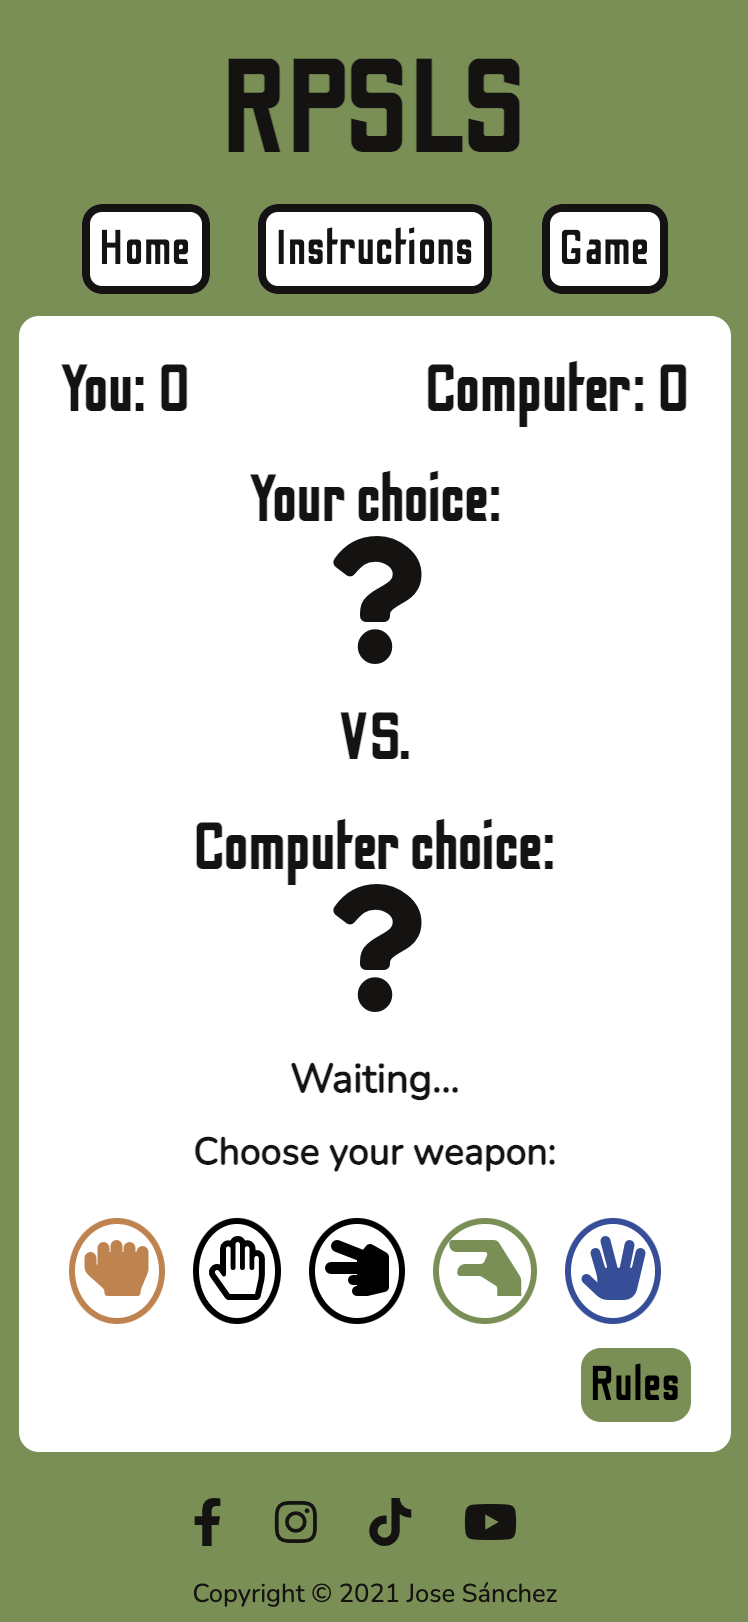 RPSLS
Home Instructions Game
You: 0 Computer: 0
Your choice:
?
VS.
Computer choice:
?
Waiting...
Choose your weapon:
Rules
Copyright © 2021 Jose Sánchez